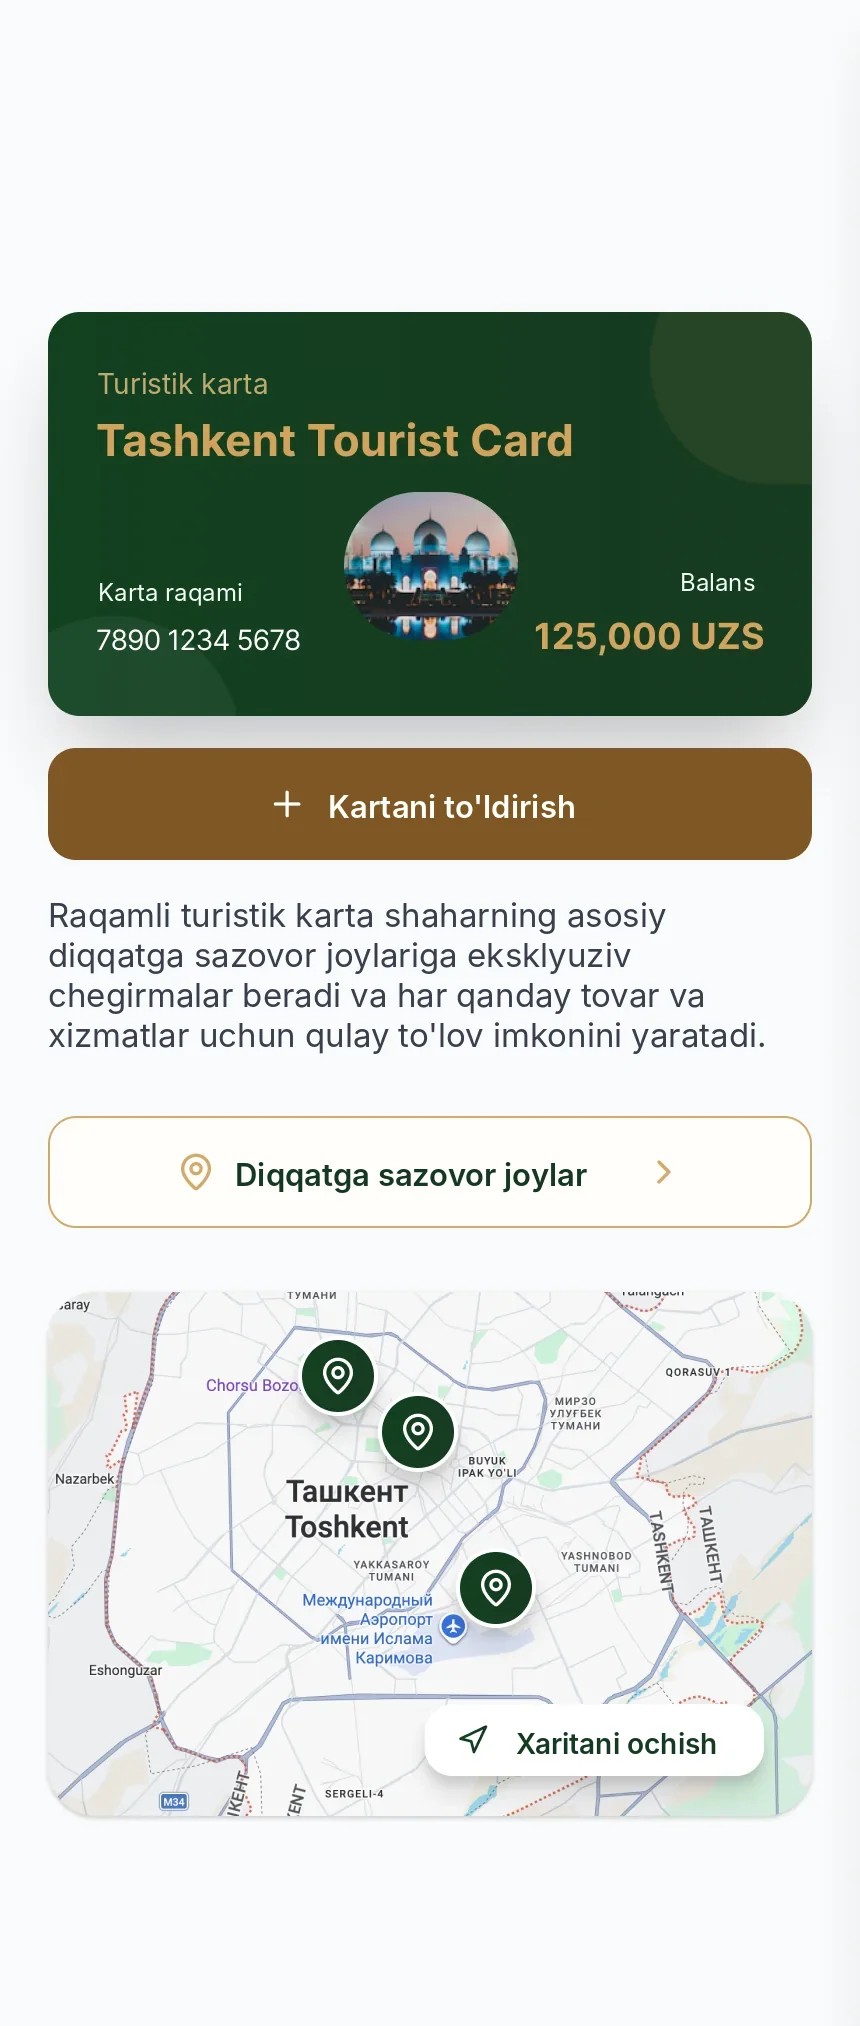 Turistik karta
Tashkent Tourist Card
Karta raqami
7890 1234 5678
Balans
125,000 UZS
Kartani to'ldirish
Raqamli turistik karta shaharning asosiy
diqqatga sazovor joylariga eksklyuziv
chegirmalar beradi va har qanday tovar va
xizmatlar uchun qulay to'lov imkonini yaratadi.
Diqqatga sazovor joylar
ТУМАНИ
QORASUV-1
Chorsu Bozo
МИРЗО
УЛУҒБЕК
ТУМАНИ
BUYUK
IPAK YO'LI
Nazarbek
Ташкент
Toshkent
TASHKENT
ТАШКЕНТ
YAKKASAROY
TUMANI
YASHNOBOD
TUMANI
Международный
Аэропорт
имени Ислама
Каримова
Eshonguzar
Xaritani ochish
M34
SERGELI-4